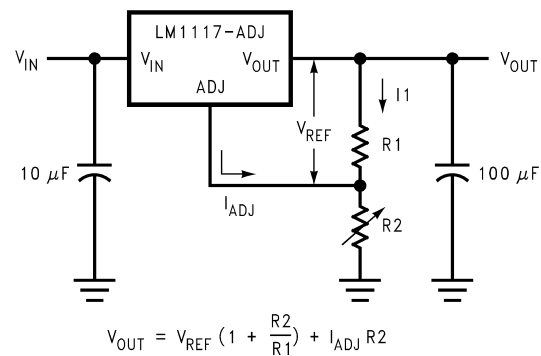 LM1117-ADJ
V_IN
V_IN
V_OUT
V_OUT
ADJ
I1
V_REF
R1
10 μF
100 μF
I_ADJ
R2
V_OUT = V_REF (1 + R2/R1) + I_ADJ R2